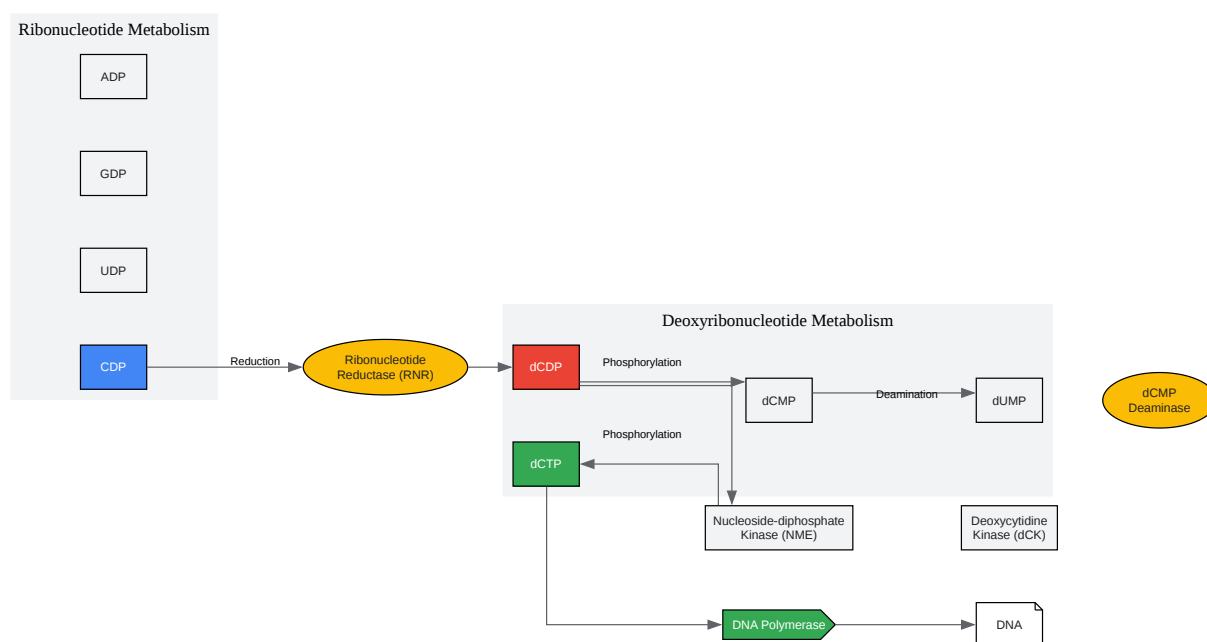 Ribonucleotide Metabolism
ADP
GDP
UDP
CDP
Reduction
Ribonucleotide
Reductase (RNR)
Deoxyribonucleotide Metabolism
dCDP
Phosphorylation
dCMP
Deamination
dUMP
dCMP
Deaminase
Phosphorylation
dCTP
Nucleoside-diphosphate
Kinase (NME)
Deoxycytidine
Kinase (dCK)
DNA Polymerase
DNA